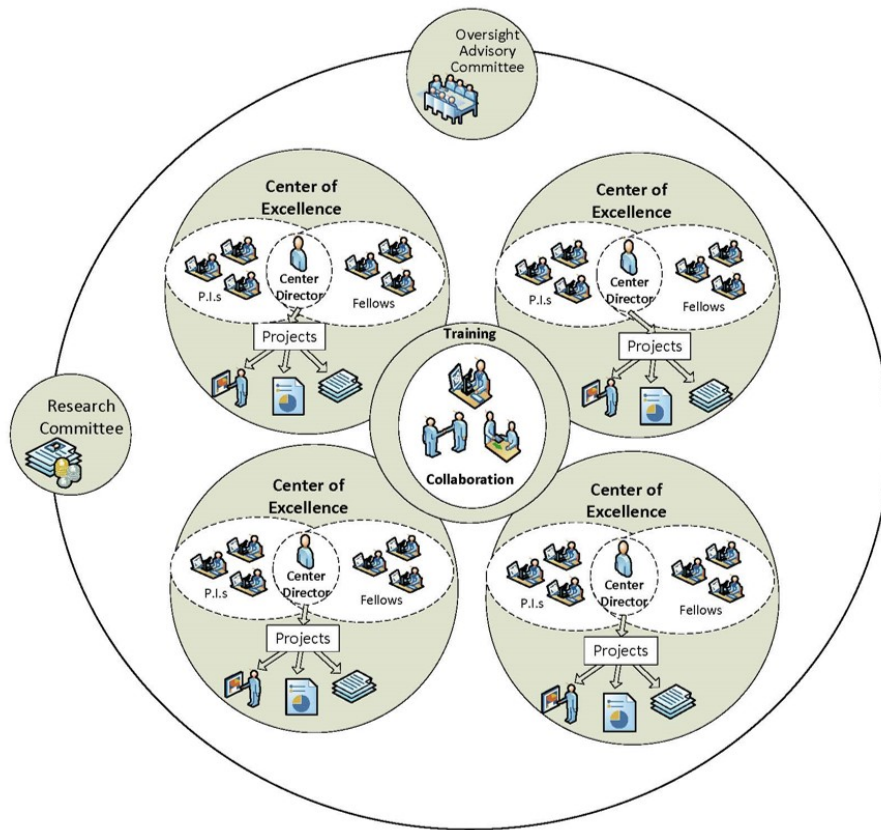 Oversight
Advisory
Committee
Center of
Excellence
P.I.s
Center
Director
Fellows
Projects
Center of
Excellence
P.I.s
Center
Director
Fellows
Projects
Training
Collaboration
Research
Committee
Center of
Excellence
P.I.s
Center
Director
Fellows
Projects
Center of
Excellence
P.I.s
Center
Director
Fellows
Projects